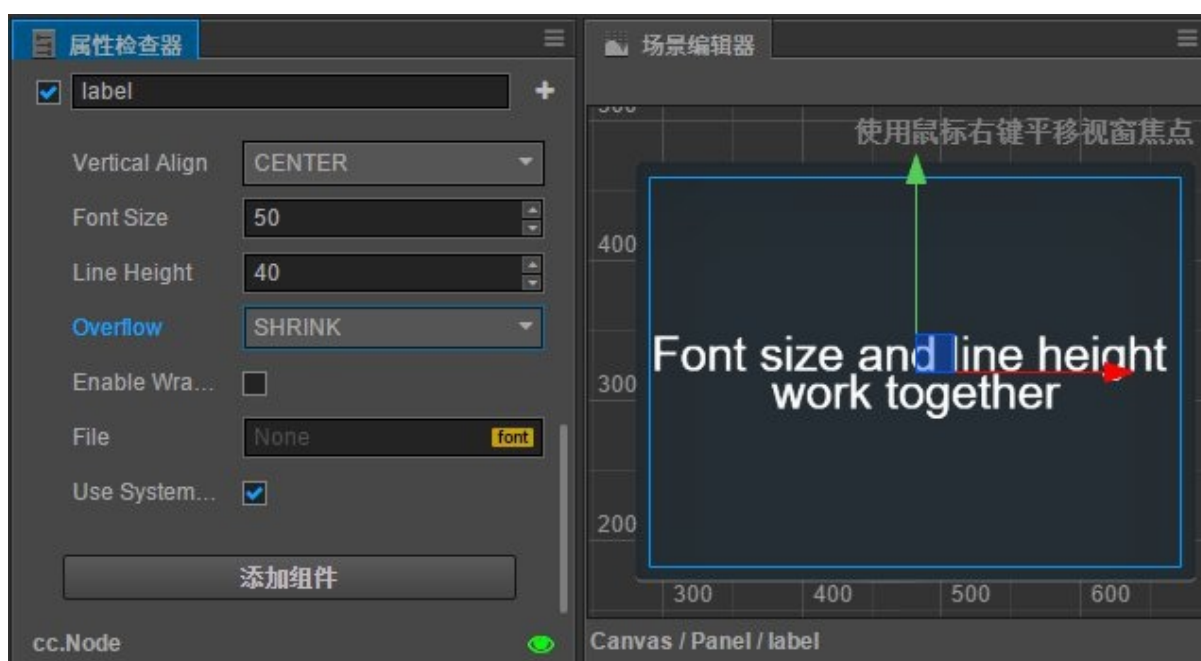 属性检查器
label
Vertical Align CENTER
Font Size 50
Line Height 40
Overflow SHRINK
Enable Wra...
File None font
Use System...
添加组件
cc.Node
场景编辑器
使用鼠标右键平移视窗焦点
400
300
200
Font size and line height
work together
300 400 500 600
Canvas / Panel / label